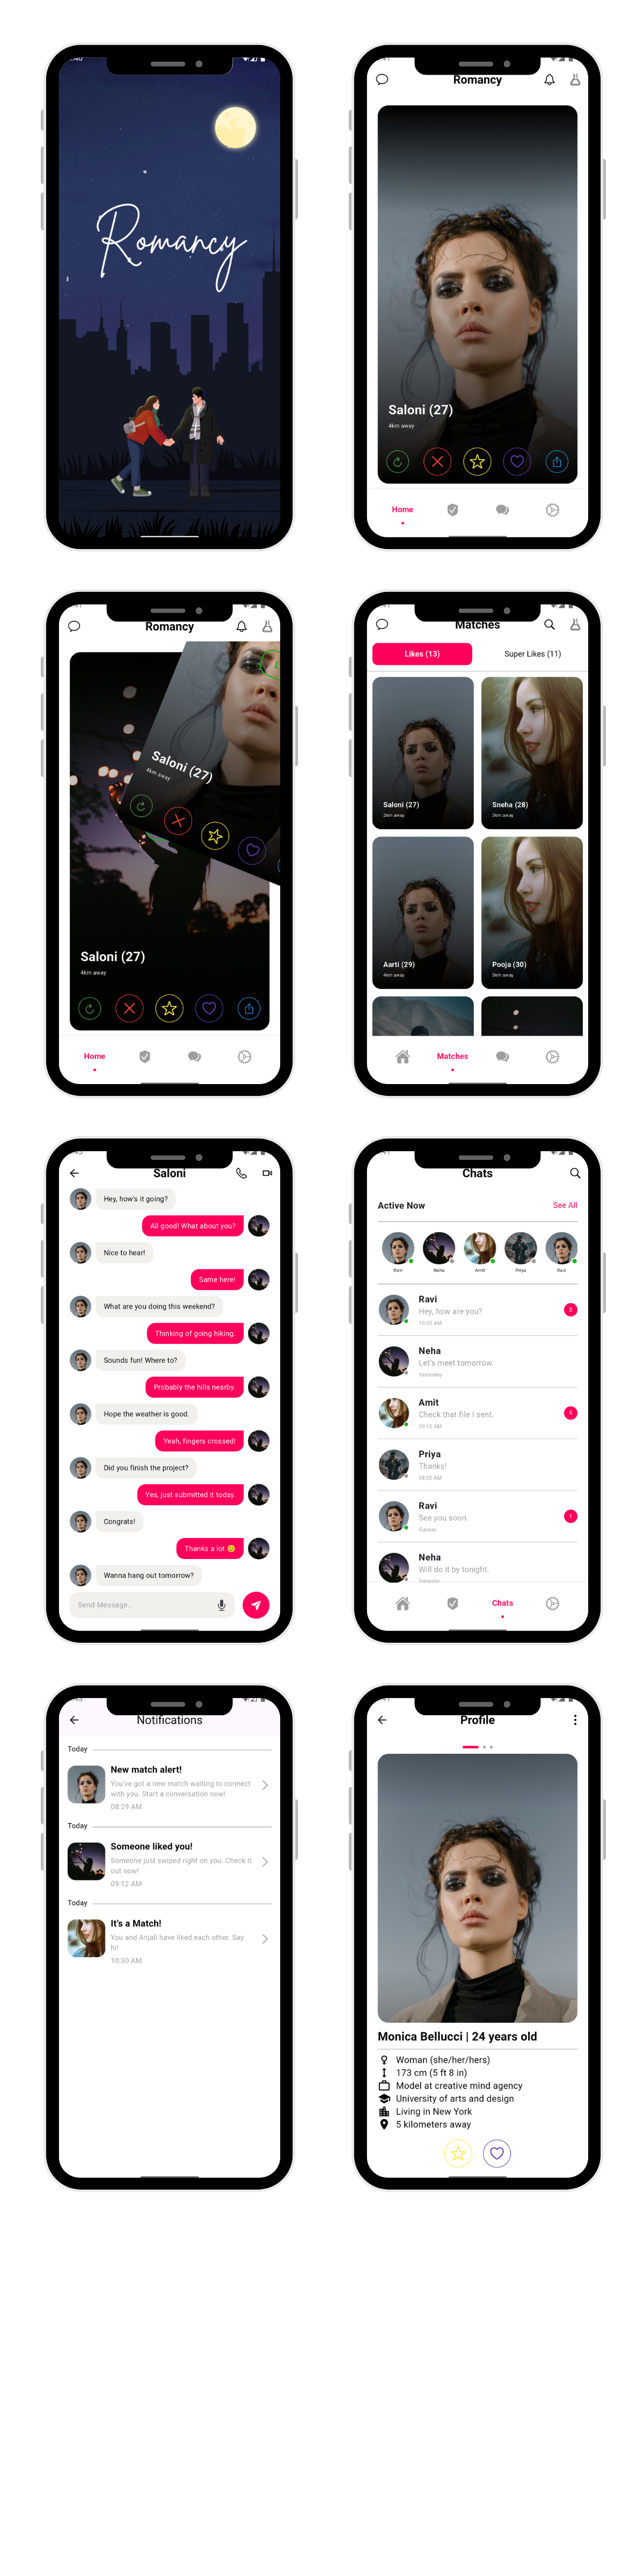 Romancy
Romancy
Saloni (27)
4km away
Home
Romancy
Saloni (27)
4km away
Saloni (27)
4km away
Home
Matches
Likes (13)
Super Likes (11)
Saloni (27)
2km away
Sneha (28)
3km away
Aarti (29)
4km away
Pooja (30)
5km away
Matches
Saloni
Hey, how's it going?
All good! What about you?
Nice to hear!
Same here!
What are you doing this weekend?
Thinking of going hiking.
Sounds fun! Where to?
Probably the hills nearby.
Hope the weather is good.
Yeah, fingers crossed!
Did you finish the project?
Yes, just submitted it today.
Congrats!
Thanks a lot 😊
Wanna hang out tomorrow?
Send Message..
Chats
Active Now
See All
Ravi
Neha
Amit
Priya
Ravi
Ravi
Hey, how are you?
10:30 AM
2
Neha
Let's meet tomorrow.
Yesterday
Amit
Check that file I sent.
09:15 AM
5
Priya
Thanks!
08:05 AM
Ravi
See you soon.
Sunday
1
Neha
Will do it by tonight.
Saturday
Chats
Notifications
Today
New match alert!
You've got a new match waiting to connect
with you. Start a conversation now!
08:29 AM
Today
Someone liked you!
Someone just swiped right on you. Check it
out now!
09:12 AM
Today
It's a Match!
You and Anjali have liked each other. Say
hi!
10:30 AM
Profile
Monica Bellucci | 24 years old
Woman (she/her/hers)
173 cm (5 ft 8 in)
Model at creative mind agency
University of arts and design
Living in New York
5 kilometers away